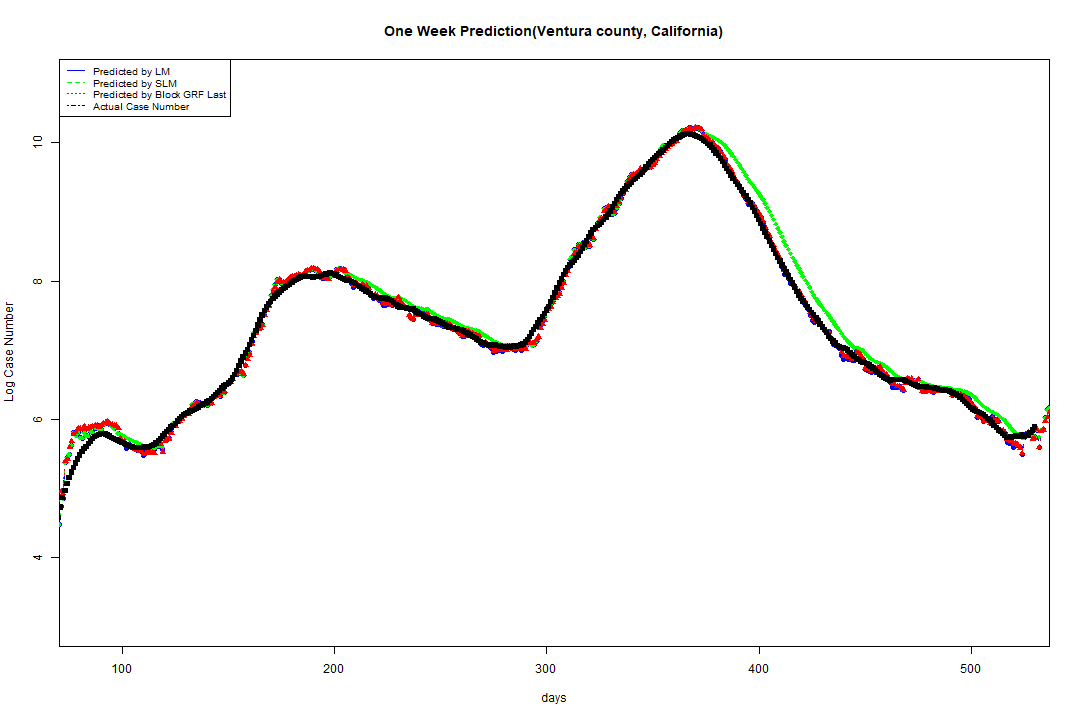 One Week Prediction(Ventura county, California)
Predicted by LM
Predicted by SLM
Predicted by Block GRF Last
Actual Case Number
10
8
6
4
Log Case Number
100 200 300 400 500
days